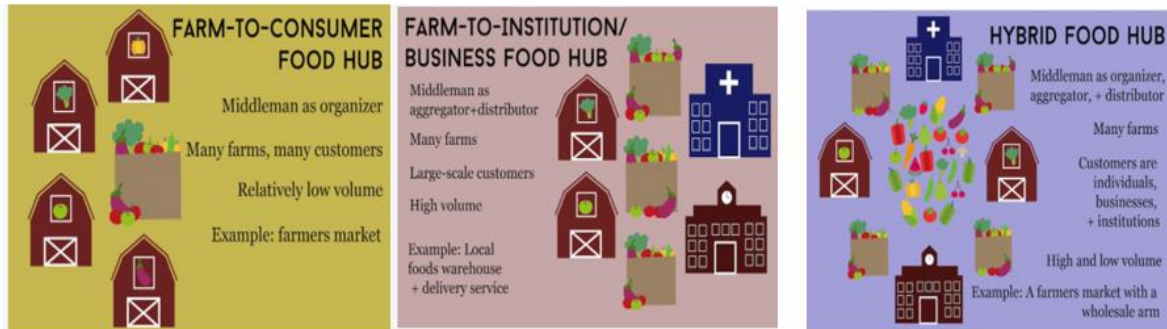 FARM-TO-CONSUMER
FOOD HUB
Middleman as organizer
Many farms, many customers
Relatively low volume
Example: farmers market
FARM-TO-INSTITUTION/
BUSINESS FOOD HUB
Middleman as
aggregator+distributor
Many farms
Large-scale customers
High volume
Example: Local
foods warehouse
+ delivery service
HYBRID FOOD HUB
Middleman as organizer,
aggregator, + distributor
Many farms
Customers are
individuals,
businesses,
+ institutions
High and low volume
Example: A farmers market with a
wholesale arm